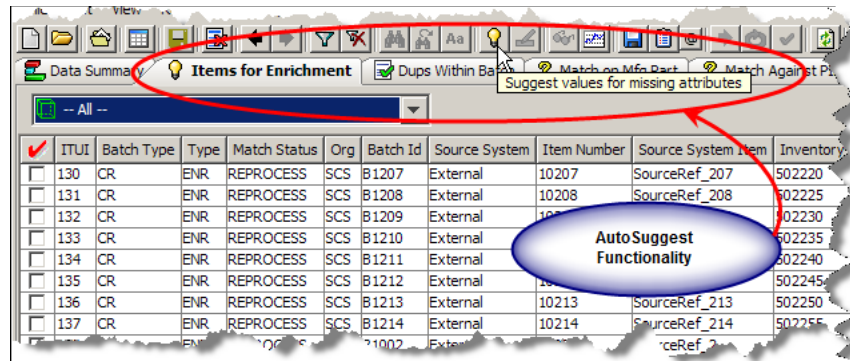 View
Aa @
Data Summary Items for Enrichment Dups Within Batch Match on Mfg Part Match Against
Suggest values for missing attributes
-- All --
ITUI Batch Type Type Match Status Org Batch Id Source System Item Number Source System Item Inventory
130 CR ENR REPROCESS SCS B1207 External 10207 SourceRef_207 502220
131 CR ENR REPROCESS SCS B1208 External 10208 SourceRef_208 502225
132 CR ENR REPROCESS SCS B1209 External 502230
133 CR ENR REPROCESS SCS B1210 External 502235
134 CR ENR REPROCESS SCS B1211 External 502240
135 CR ENR REPROCESS SCS B1212 External 502245
136 CR ENR REPROCESS SCS B1213 External 10213 SourceRef_213 502250
137 CR ENR REPROCESS SCS B1214 External 10214 SourceRef_214 502255
AutoSuggest
Functionality